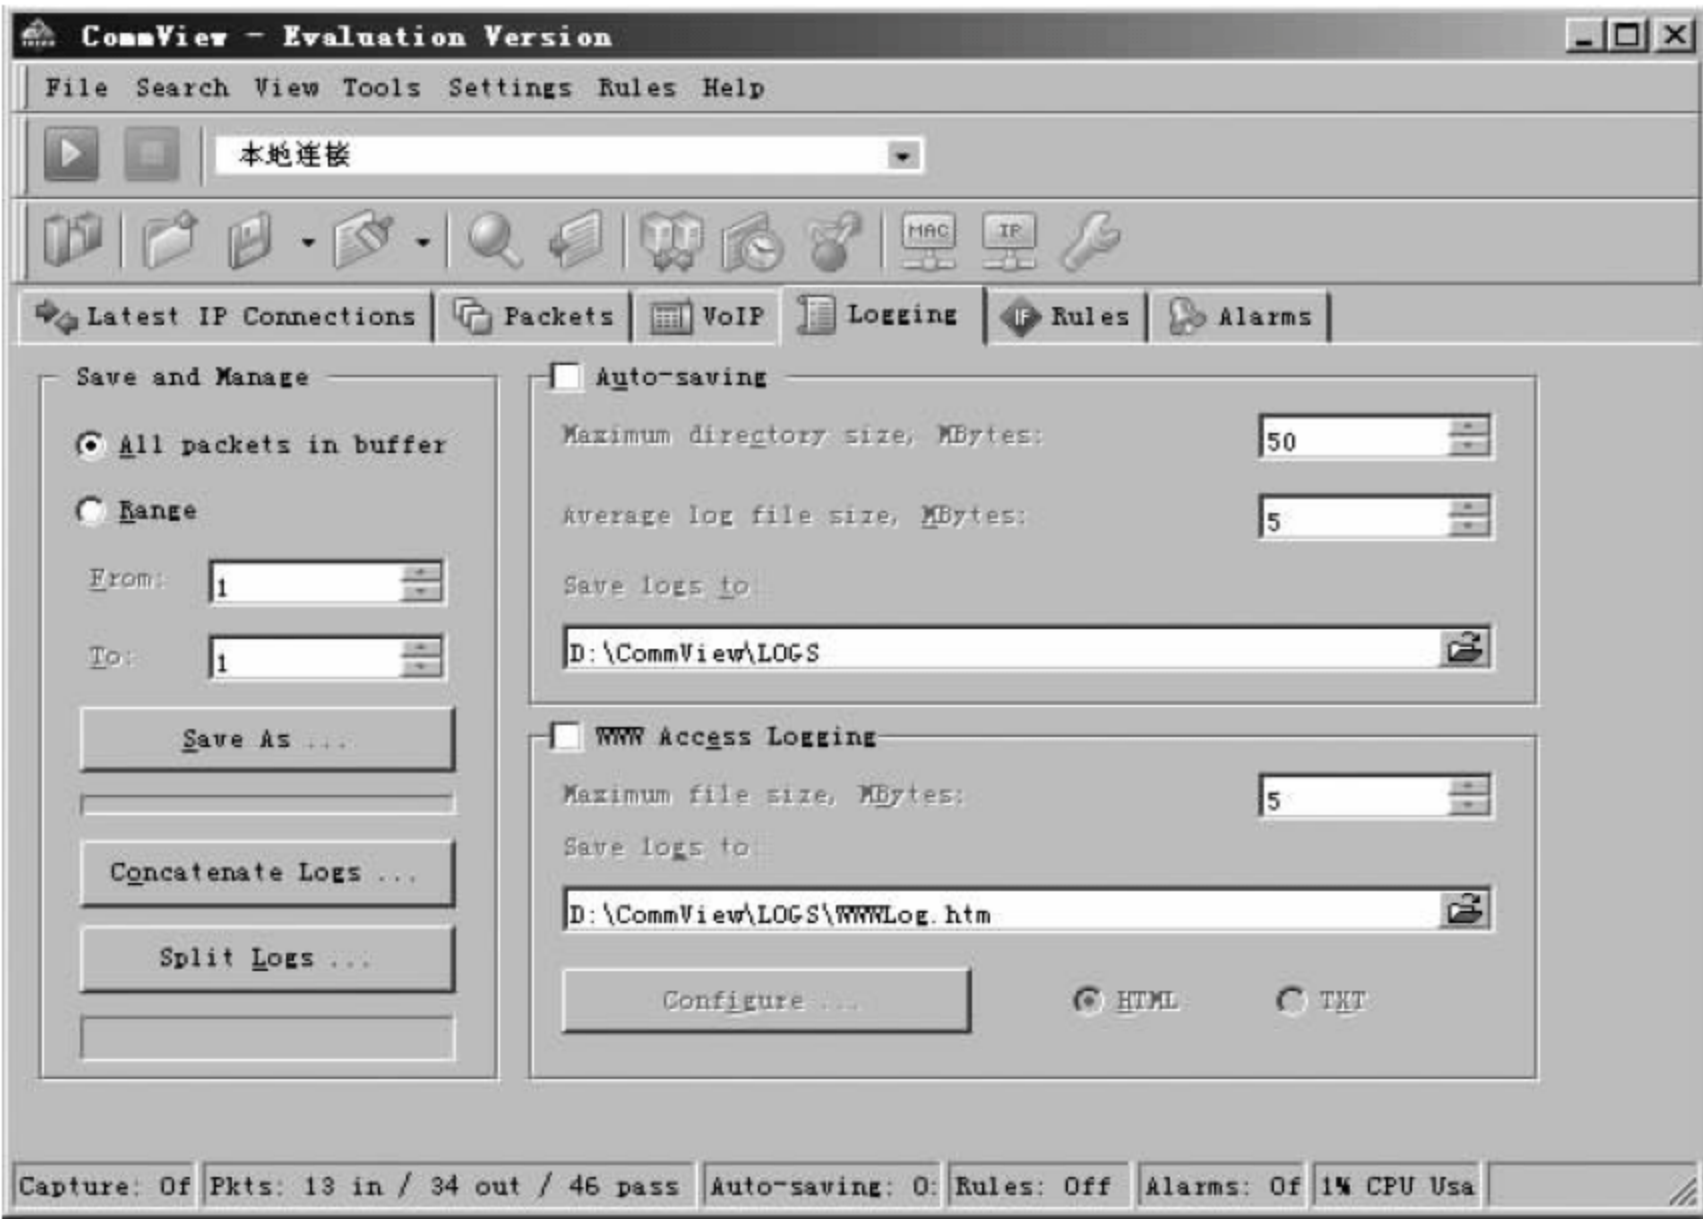 CommView - Evaluation Version
File Search View Tools Settings Rules Help
本地连接
MAC IP
Latest IP Connections Packets VoIP Logging IF Rules Alarms
Save and Manage
All packets in buffer
Range
From: 1
To: 1
Save As ...
Concatenate Logs ...
Split Logs ...
Auto-saving
Maximum directory size, MBytes: 50
Average log file size, MBytes: 5
Save logs to:
D:\CommView\LOGS
WWW Access Logging
Maximum file size, MBytes: 5
Save logs to:
D:\CommView\LOGS\WWWLog.htm
Configure ... HTML TXT
Capture: Of Pkts: 13 in / 34 out / 46 pass Auto-saving: O: Rules: Off Alarms: Of 1% CPU Usa